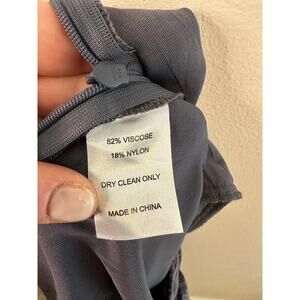 82% VISCOSE
18% NYLON
DRY CLEAN ONLY
MADE IN CHINA